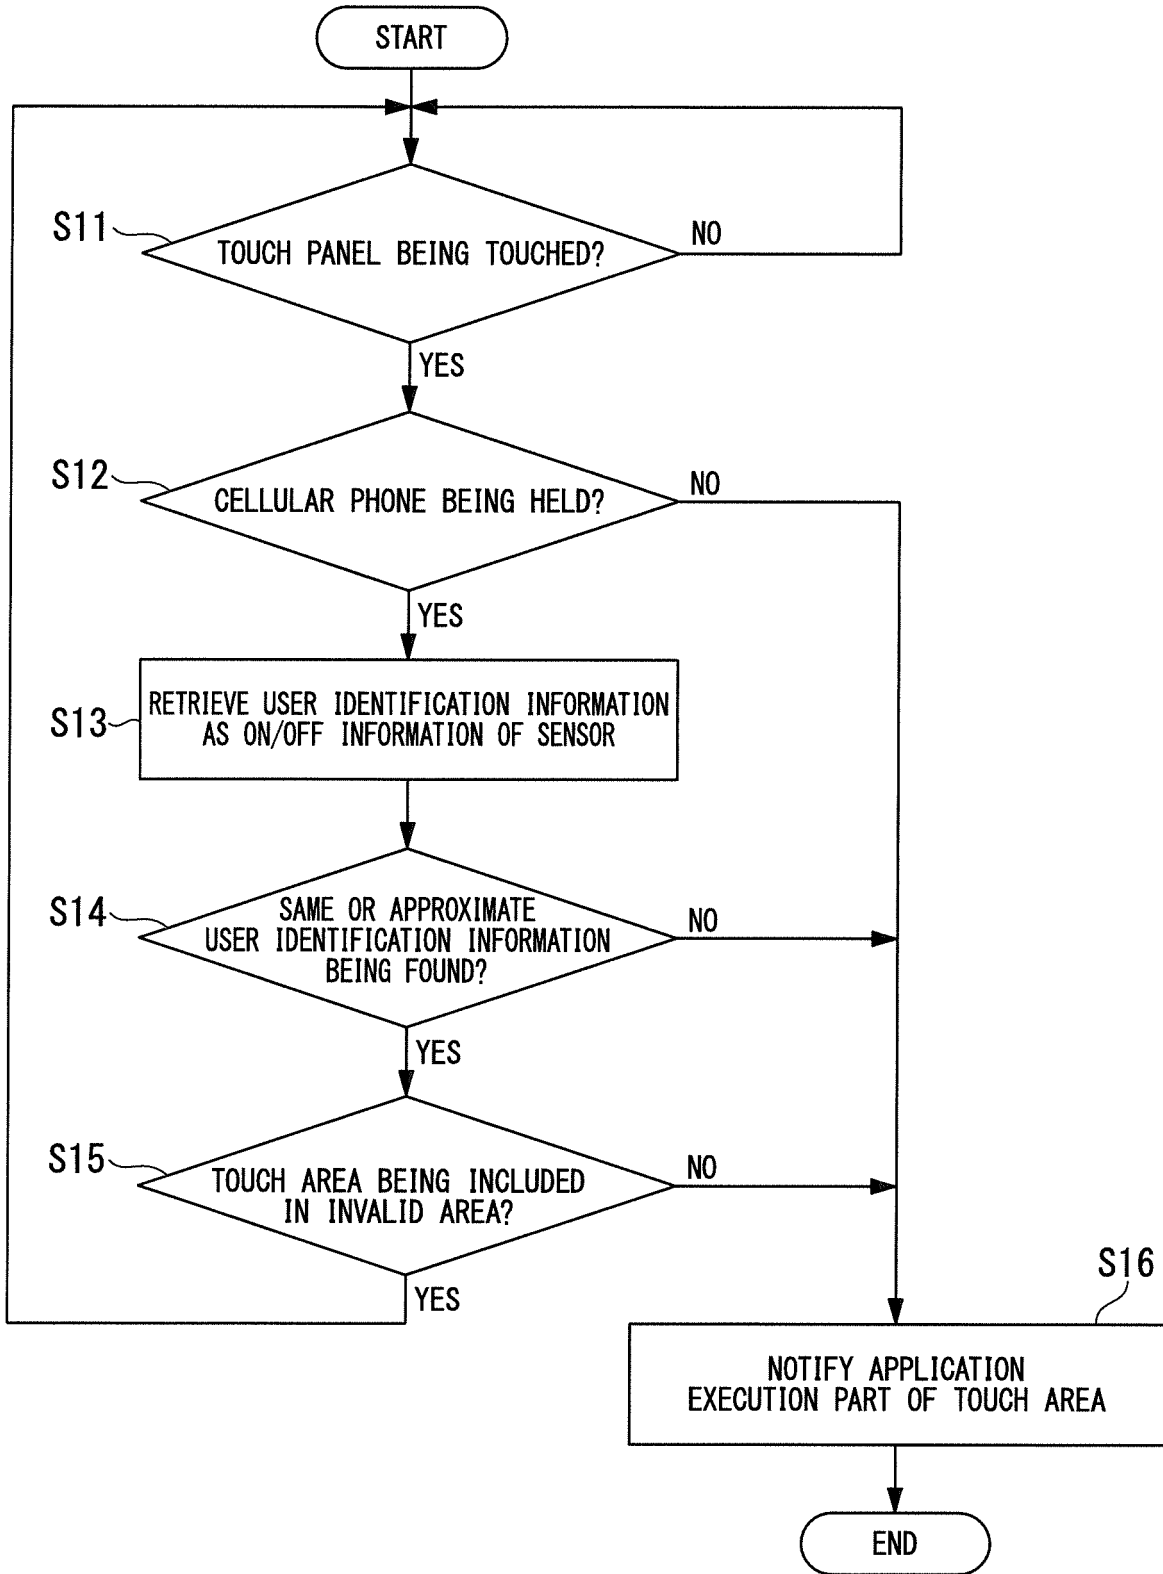 START
S11
TOUCH PANEL BEING TOUCHED?
NO
YES
S12
CELLULAR PHONE BEING HELD?
NO
YES
S13
RETRIEVE USER IDENTIFICATION INFORMATION
AS ON/OFF INFORMATION OF SENSOR
S14
SAME OR APPROXIMATE
USER IDENTIFICATION INFORMATION
BEING FOUND?
NO
YES
S15
TOUCH AREA BEING INCLUDED
IN INVALID AREA?
NO
YES
S16
NOTIFY APPLICATION
EXECUTION PART OF TOUCH AREA
END